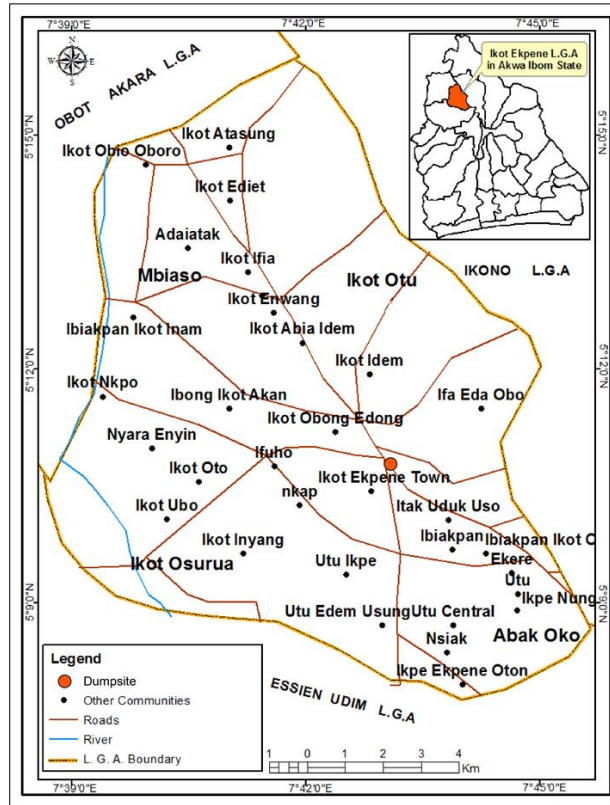 7°39'0"E
7°42'0"E
7°45'0"E
Ikot Ekpene L.G.A
in Akwa Ibom State
N
W
E
S
OBOT AKARA L.G.A
5°15'0"N
5°15'0"N
Ikot Atasung
Ikot Obio Oboro
Ikot Ediet
Adaiatak
Ikot Ifia
Mbiaso
Ikot Otu
IKONO L.G.A
Ikot Enwang
Ibiakpan Ikot Inam
Ikot Abia Idem
5°12'0"N
5°12'0"N
Ikot Idem
Ikot Nkpo
Ibong Ikot Akan
Ifa Eda Obo
Ikot Obong Edong
Nyara Enyin
Ifuho
Ikot Oto
Ikot Ekpene Town
nkap
Ikot Ubo
Itak Uduk Uso
Ikot Inyang
Ibiakpan
Ibiakpan Ikot O
Ikot Osurua
Utu Ikpe
Ekere
Utu
5°9'0"N
5°9'0"N
Ikpe Nung
Utu Edem Usung
Utu Central
Abak Oko
Nsiak
Ikpe Ekpene Oton
ESSIEN UDIM L.G.A
Legend
Dumpsite
Other Communities
Roads
River
L. G. A. Boundary
1 0 1 2 3 4
Km
7°39'0"E
7°42'0"E
7°45'0"E